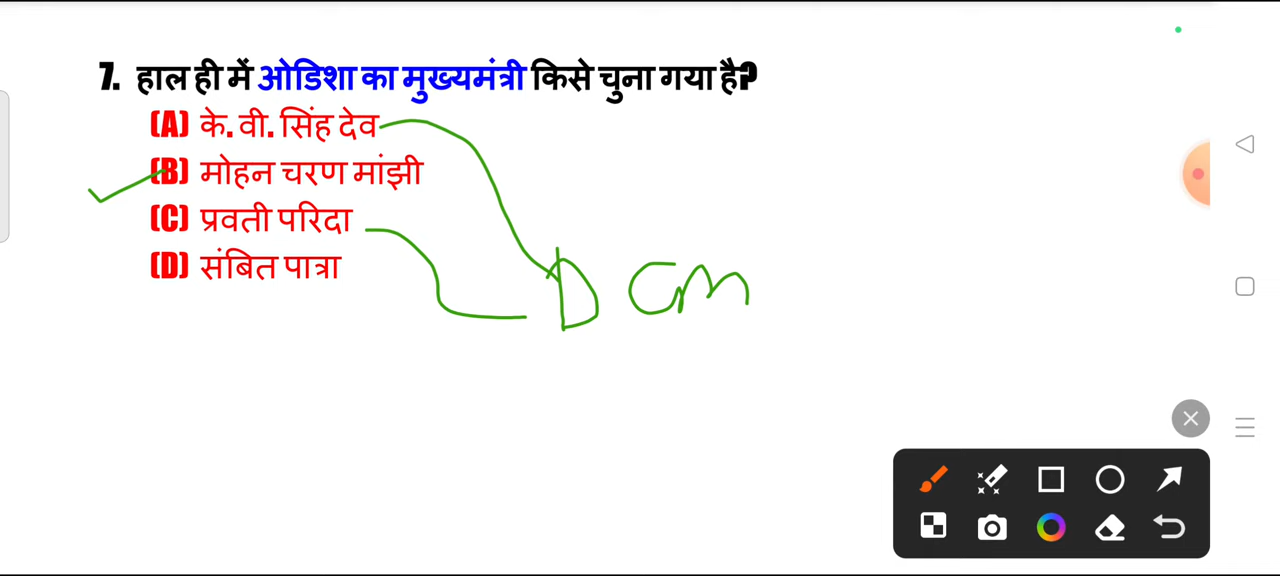 7. हाल ही में ओडिशा का मुख्यमंत्री किसे चुना गया है?
(A) के. वी. सिंह देव
(B) मोहन चरण मांझी
(C) प्रवती परिदा
(D) संबित पात्रा
D Cm